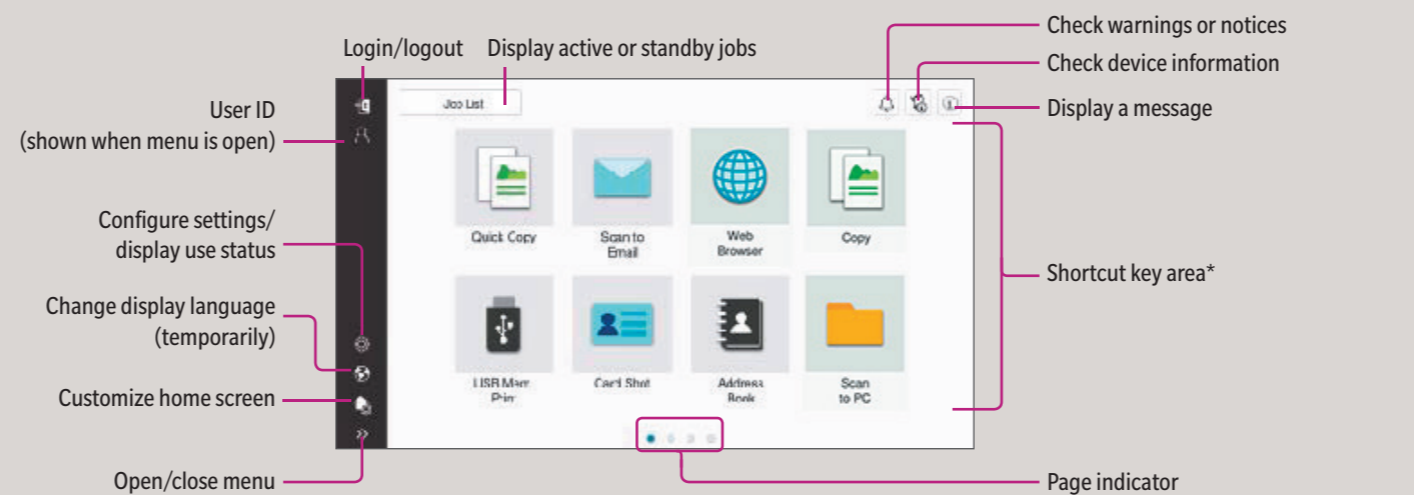 Check warnings or notices
Login/logout
Display active or standby jobs
Check device information
User ID
(shown when menu is open)
Job List
Display a message
Configure settings/
display use status
Quick Copy
Scan to
Email
Web
Browser
Copy
Shortcut key area*
Change display language
(temporarily)
Customize home screen
USB Mem
Print
Card Shot
Address
Book
Scan
to PC
Open/close menu
Page indicator